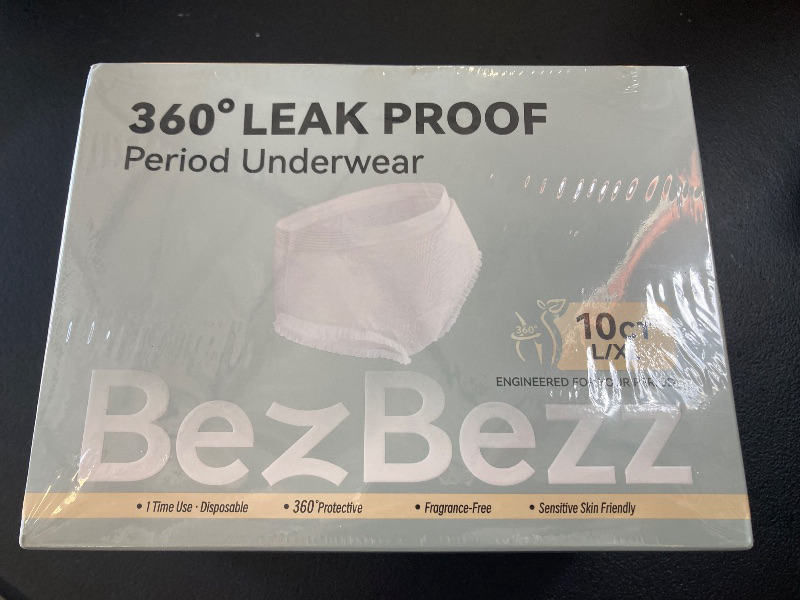 360° LEAK PROOF
Period Underwear
360°
10CT
L/X
ENGINEERED FOR YOUR PERIOD
BezBezz
• 1 Time Use · Disposable • 360° Protective • Fragrance-Free • Sensitive Skin Friendly